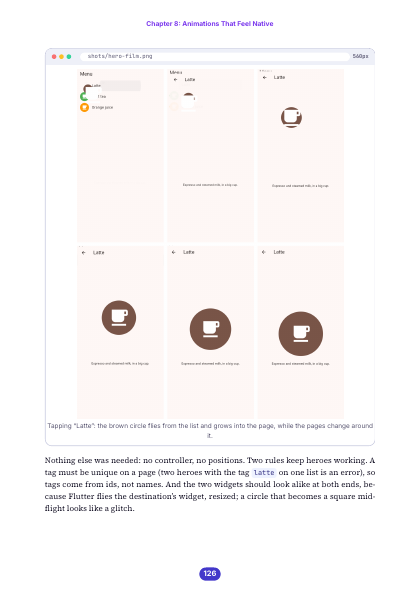 Chapter 8: Animations That Feel Native
shots/hero-film.png 560px
Menu
Latte
Orange juice
Menu
← Latte
Espresso and steamed milk, in a big cup.
← Latte
Espresso and steamed milk, in a big cup.
← Latte
Espresso and steamed milk, in a big cup.
← Latte
Espresso and steamed milk, in a big cup.
← Latte
Espresso and steamed milk, in a big cup.
Tapping "Latte": the brown circle flies from the list and grows into the page, while the pages change around
it.
Nothing else was needed: no controller, no positions. Two rules keep heroes working. A
tag must be unique on a page (two heroes with the tag latte on one list is an error), so
tags come from ids, not names. And the two widgets should look alike at both ends, be-
cause Flutter flies the destination's widget, resized; a circle that becomes a square mid-
flight looks like a glitch.
126